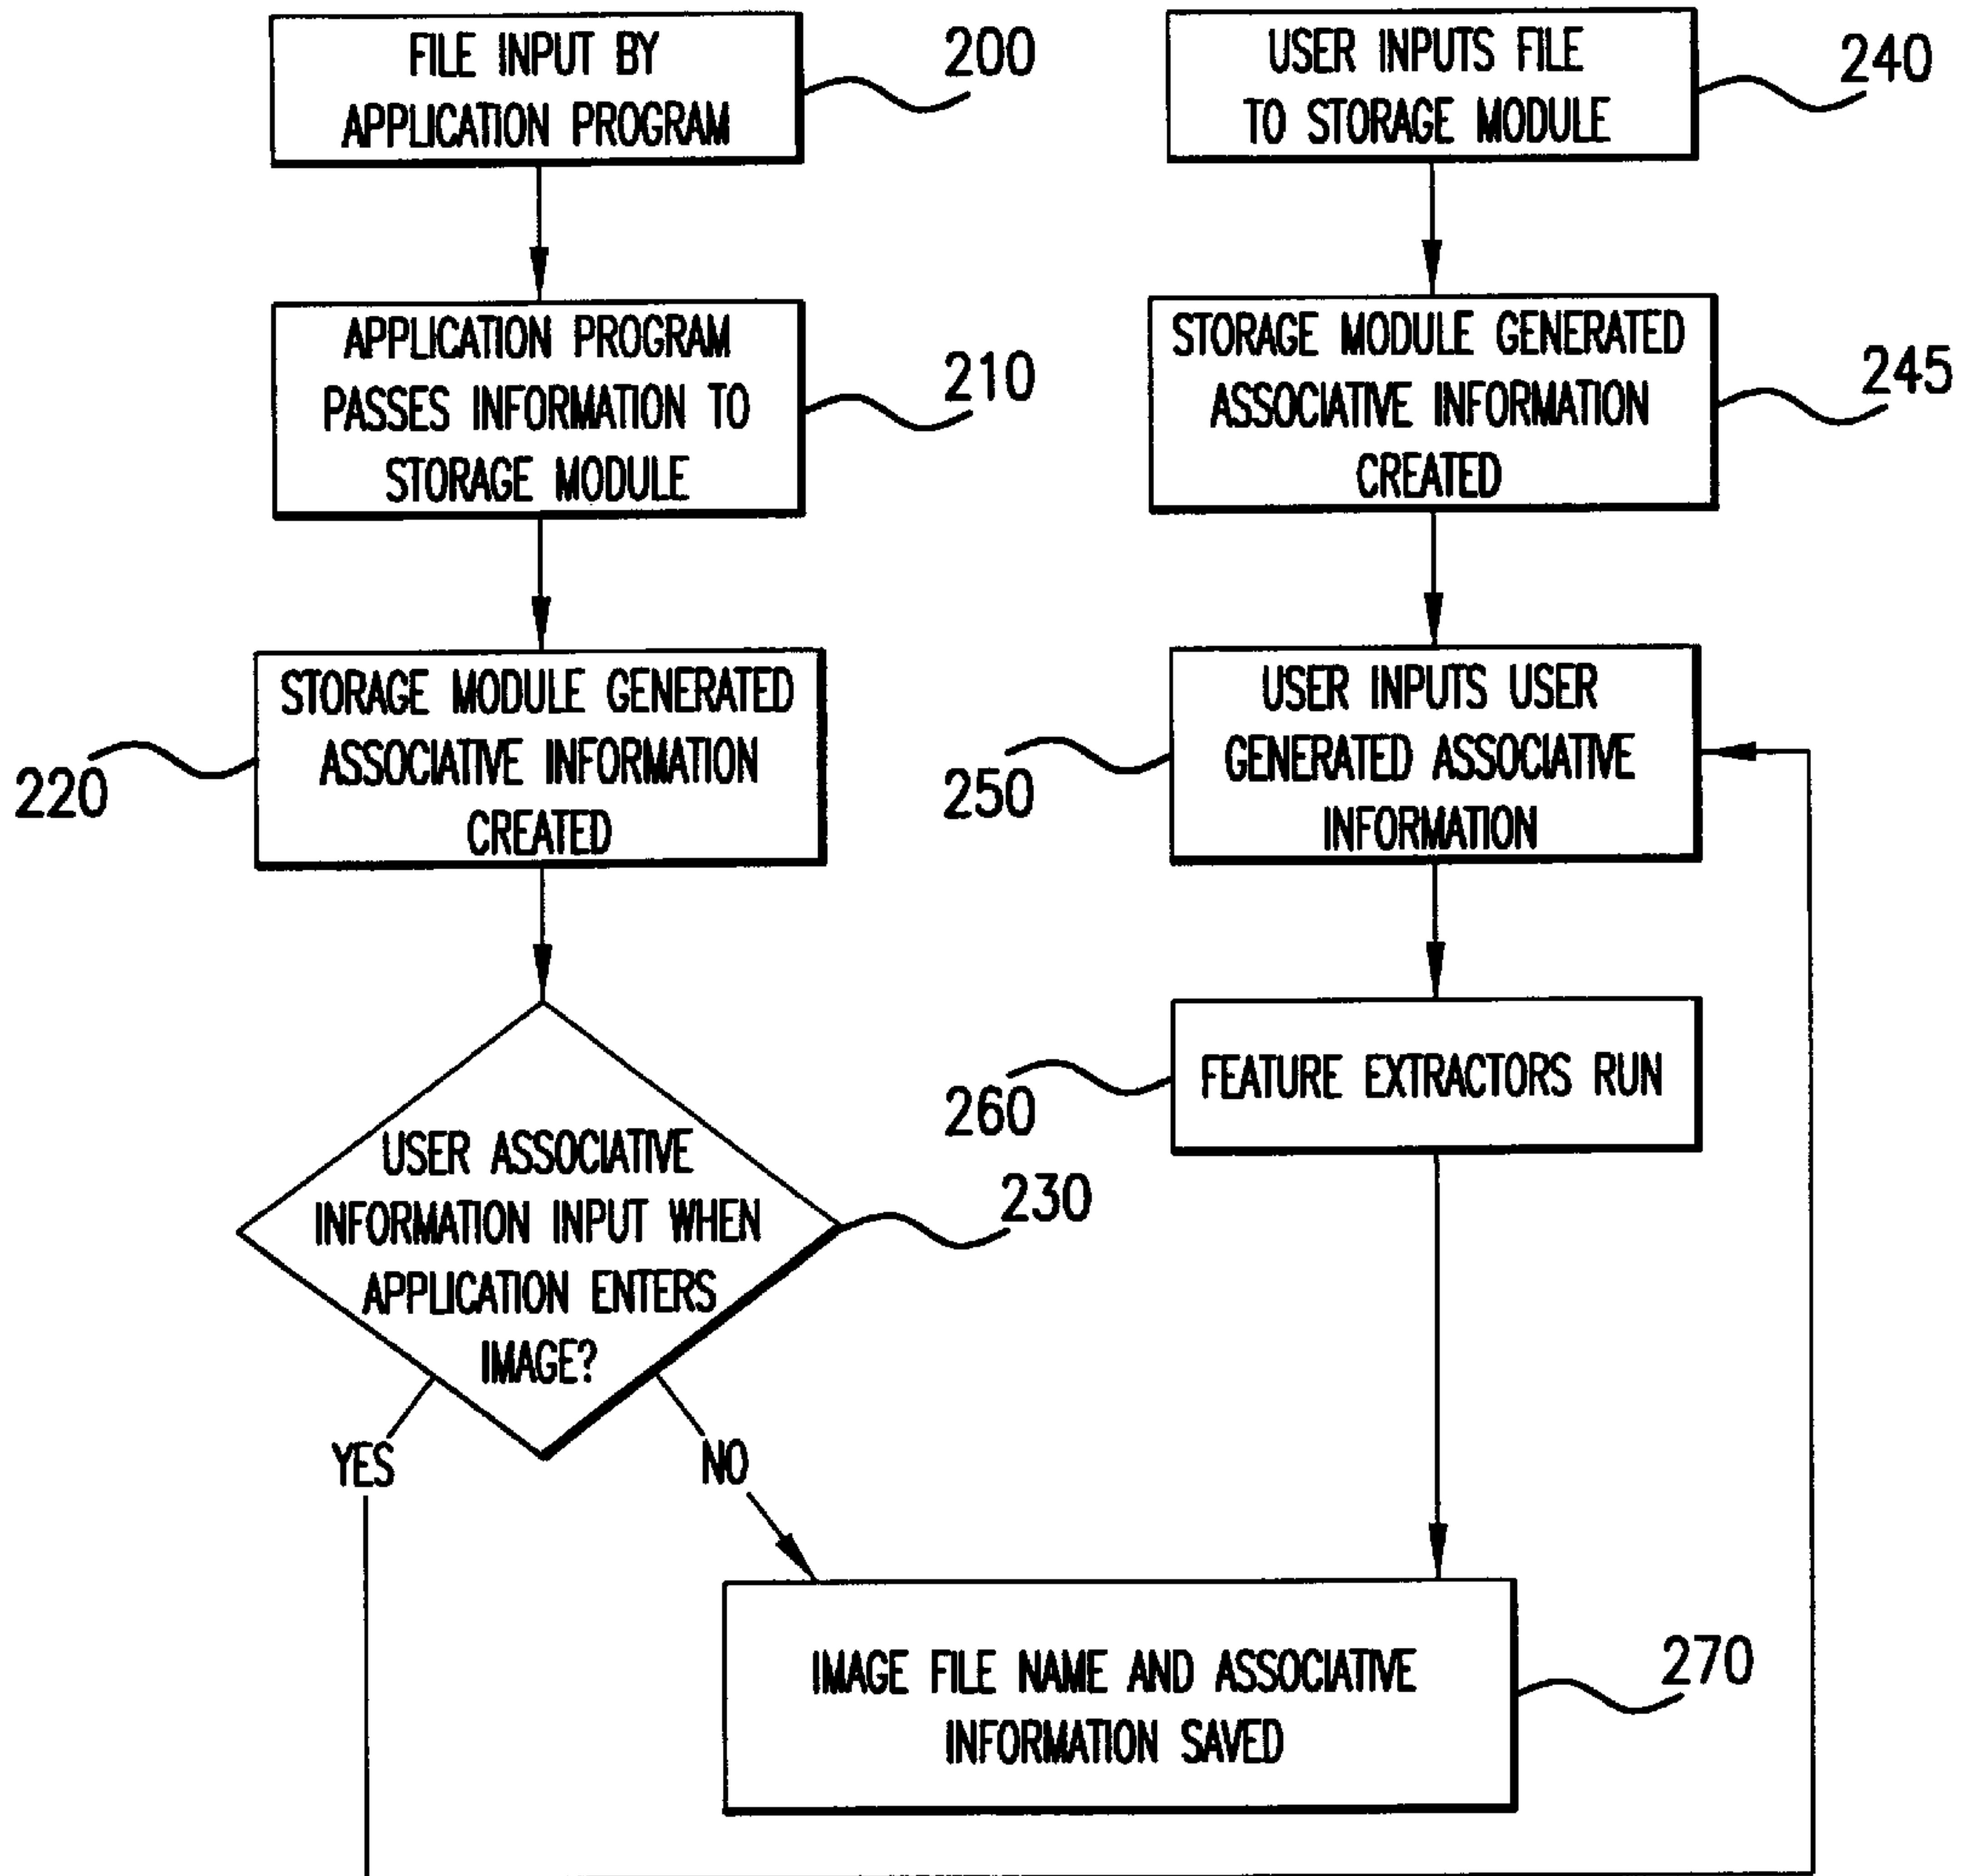 FILE INPUT BY
APPLICATION PROGRAM
200
APPLICATION PROGRAM
PASSES INFORMATION TO
STORAGE MODULE
210
STORAGE MODULE GENERATED
ASSOCIATIVE INFORMATION
CREATED
220
USER ASSOCIATIVE
INFORMATION INPUT WHEN
APPLICATION ENTERS
IMAGE?
230
YES
NO
USER INPUTS FILE
TO STORAGE MODULE
240
STORAGE MODULE GENERATED
ASSOCIATIVE INFORMATION
CREATED
245
USER INPUTS USER
GENERATED ASSOCIATIVE
INFORMATION
250
FEATURE EXTRACTORS RUN
260
IMAGE FILE NAME AND ASSOCIATIVE
INFORMATION SAVED
270